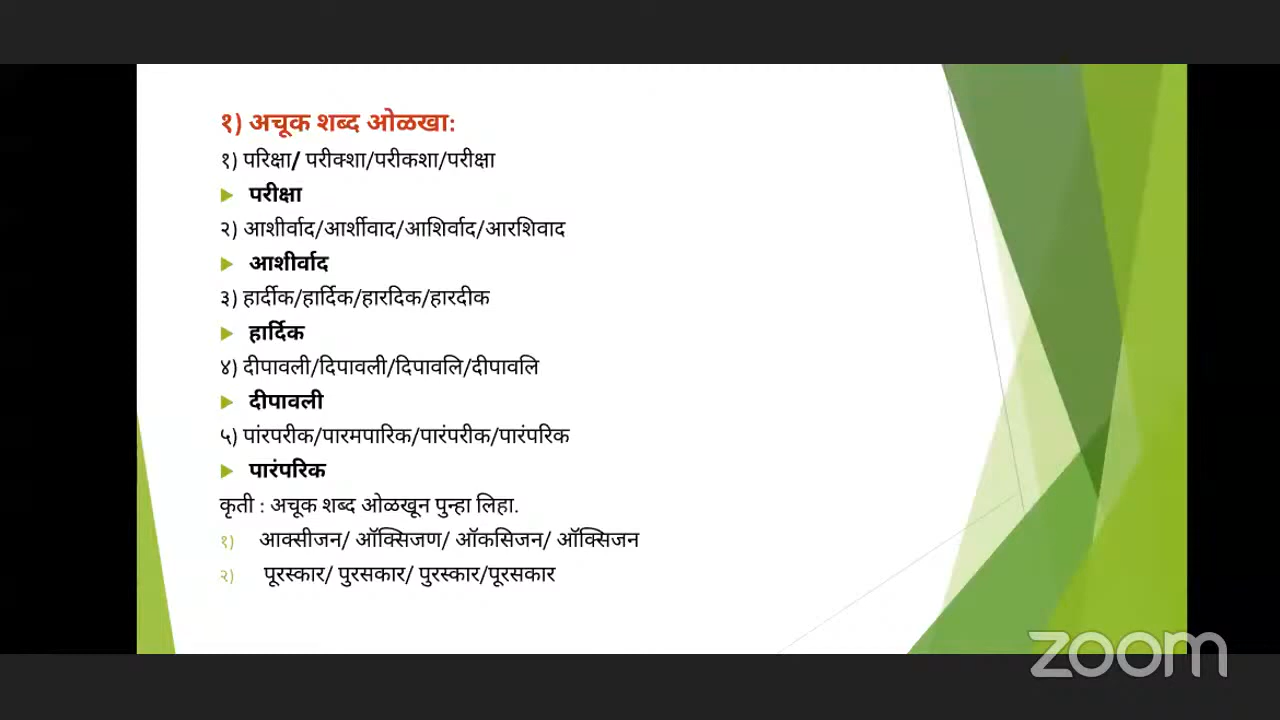 १) अचूक शब्द ओळखा:
१) परिक्षा/ परीक्शा/परीकशा/परीक्षा
परीक्षा
२) आशीर्वाद/आर्शीवाद/आशिर्वाद/आरशिवाद
आशीर्वाद
३) हार्दीक/हार्दिक/हारदिक/हारदीक
हार्दिक
४) दीपावली/दिपावली/दिपावलि/दीपावलि
दीपावली
५) पांरपरीक/पारमपारिक/पारंपरीक/पारंपरिक
पारंपरिक
कृती : अचूक शब्द ओळखून पुन्हा लिहा.
१) आक्सीजन/ ऑक्सिजण/ ऑकसिजन/ ऑक्सिजन
२) पूरस्कार/ पुरसकार/ पुरस्कार/पूरसकार
zoom